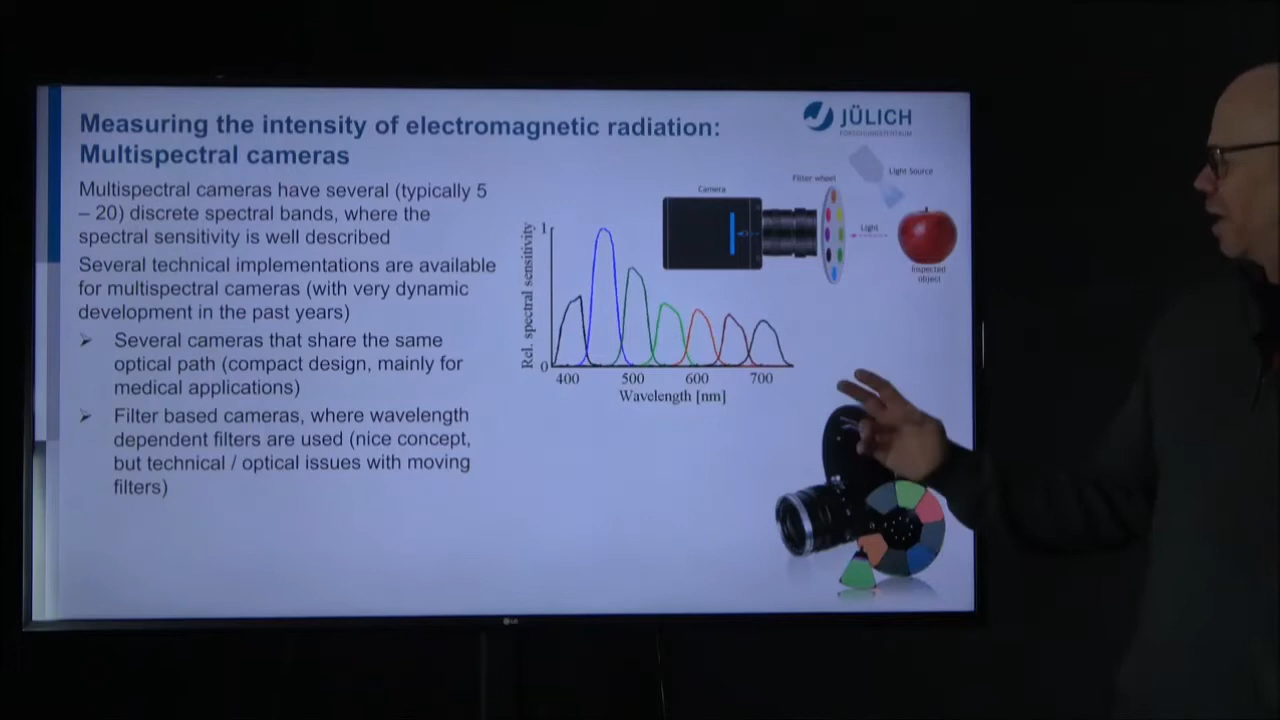 Measuring the intensity of electromagnetic radiation:
Multispectral cameras
JÜLICH
FORSCHUNGSZENTRUM
Multispectral cameras have several (typically 5
– 20) discrete spectral bands, where the
spectral sensitivity is well described
Several technical implementations are available
for multispectral cameras (with very dynamic
development in the past years)
➢ Several cameras that share the same
optical path (compact design, mainly for
medical applications)
➢ Filter based cameras, where wavelength
dependent filters are used (nice concept,
but technical / optical issues with moving
filters)
Camera
Filter wheel
Light Source
Light
Inspected
object
Rel. spectral sensitivity
1
0
400 500 600 700
Wavelength [nm]
LG